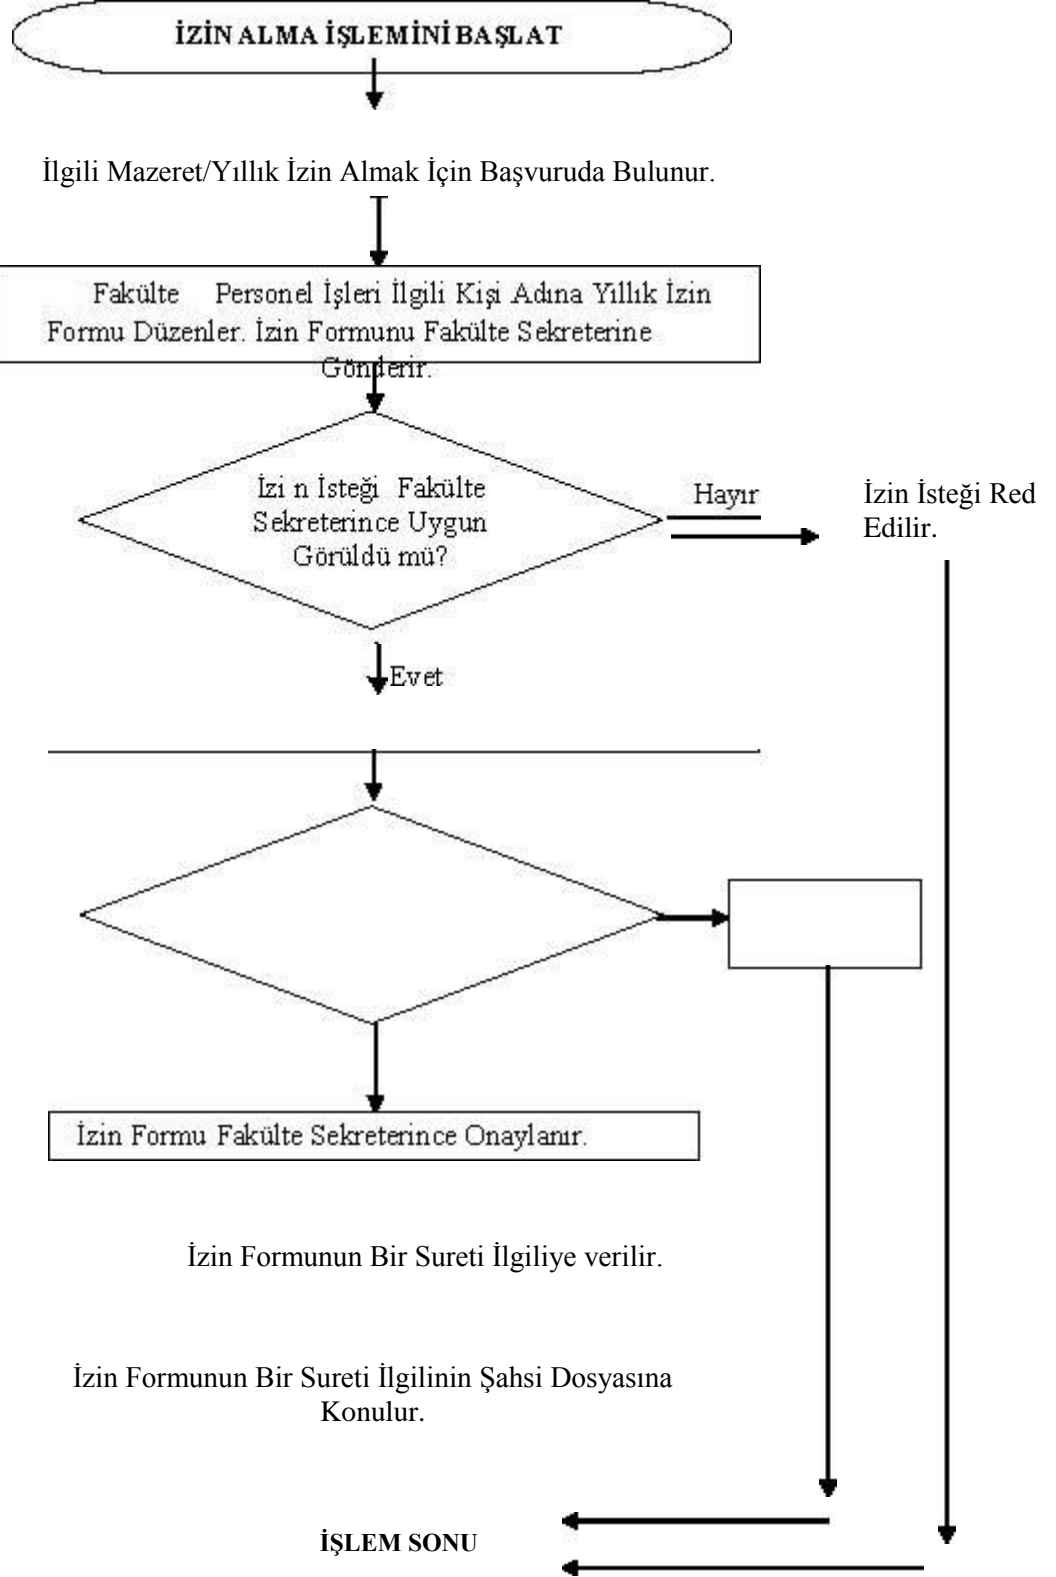 İZİN ALMA İŞLEMİNİ BAŞLAT
İlgili Mazeret/Yıllık İzin Almak İçin Başvuruda Bulunur.
Fakülte Personel İşleri İlgili Kişi Adına Yıllık İzin
Formu Düzenler. İzin Formunu Fakülte Sekreterine
Gönderir.
İzi n İsteği Fakülte
Sekreterince Uygun
Görüldü mü?
Hayır
İzin İsteği Red
Edilir.
Evet
İzin Formu Fakülte Sekreterince Onaylanır.
İzin Formunun Bir Sureti İlgiliye verilir.
İzin Formunun Bir Sureti İlgilinin Şahsi Dosyasına
Konulur.
İŞLEM SONU